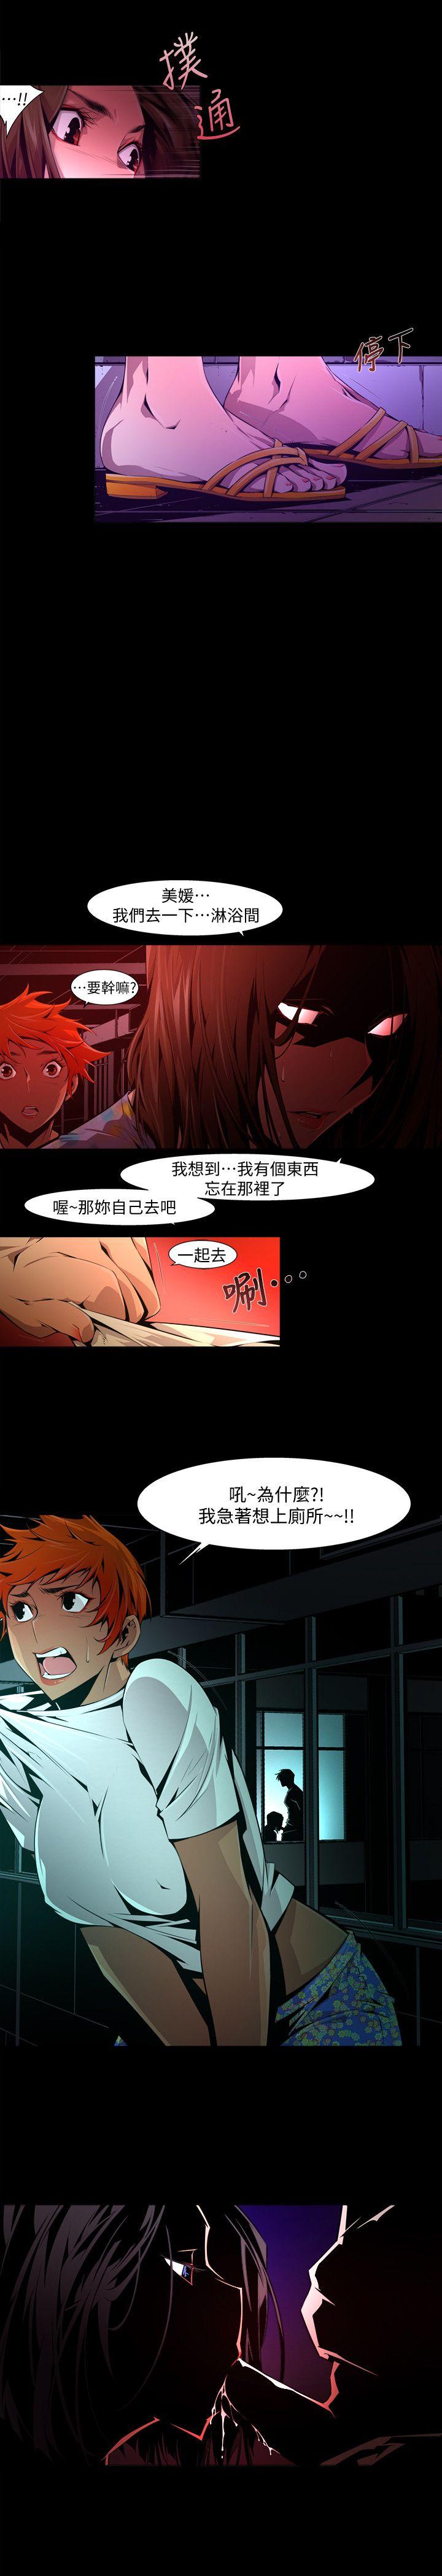 撲通
…!!
停下
美媛…
我們去一下…淋浴間
…要幹嘛?
我想到…我有個東西
忘在那裡了
喔~那妳自己去吧
一起去
唰...
吼~為什麼?!
我急著想上廁所~~!!